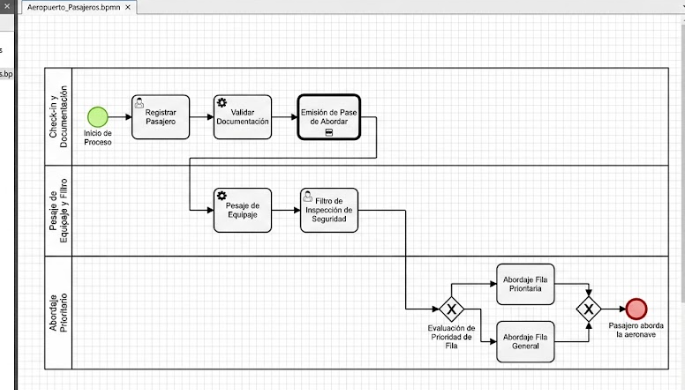 Aeropuerto_Pasajeros.bpmn
s
s.bp
Check-in y
Documentación
Inicio de
Proceso
Registrar
Pasajero
Validar
Documentación
Emisión de Pase
de Abordar
Pesaje de
Equipaje y Filtro
Pesaje de
Equipaje
Filtro de
Inspección de
Seguridad
Abordaje
Prioritario
Evaluación de
Prioridad de
Fila
Abordaje Fila
Prioritaria
Abordaje Fila
General
Pasajero aborda
la aeronave